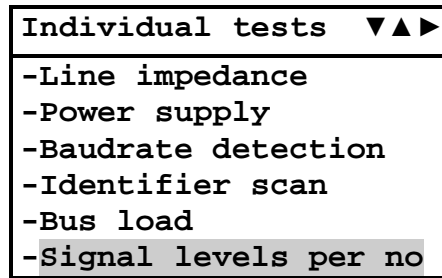 Individual tests ▼▲►
-Line impedance
-Power supply
-Baudrate detection
-Identifier scan
-Bus load
-Signal levels per no